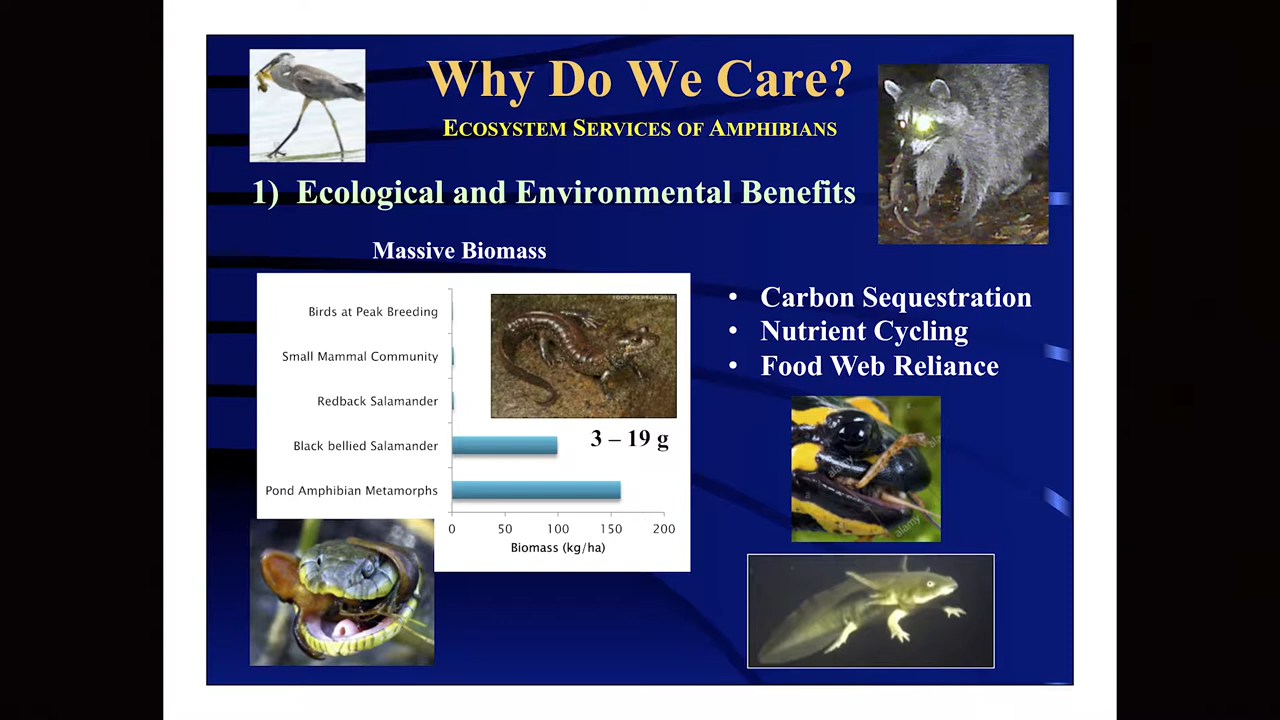 Why Do We Care?
ECOSYSTEM SERVICES OF AMPHIBIANS
1) Ecological and Environmental Benefits
Massive Biomass
Birds at Peak Breeding
Small Mammal Community
Redback Salamander
Black bellied Salamander
Pond Amphibian Metamorphs
3 – 19 g
0 50 100 150 200
Biomass (kg/ha)
• Carbon Sequestration
• Nutrient Cycling
• Food Web Reliance
alamy
alamy